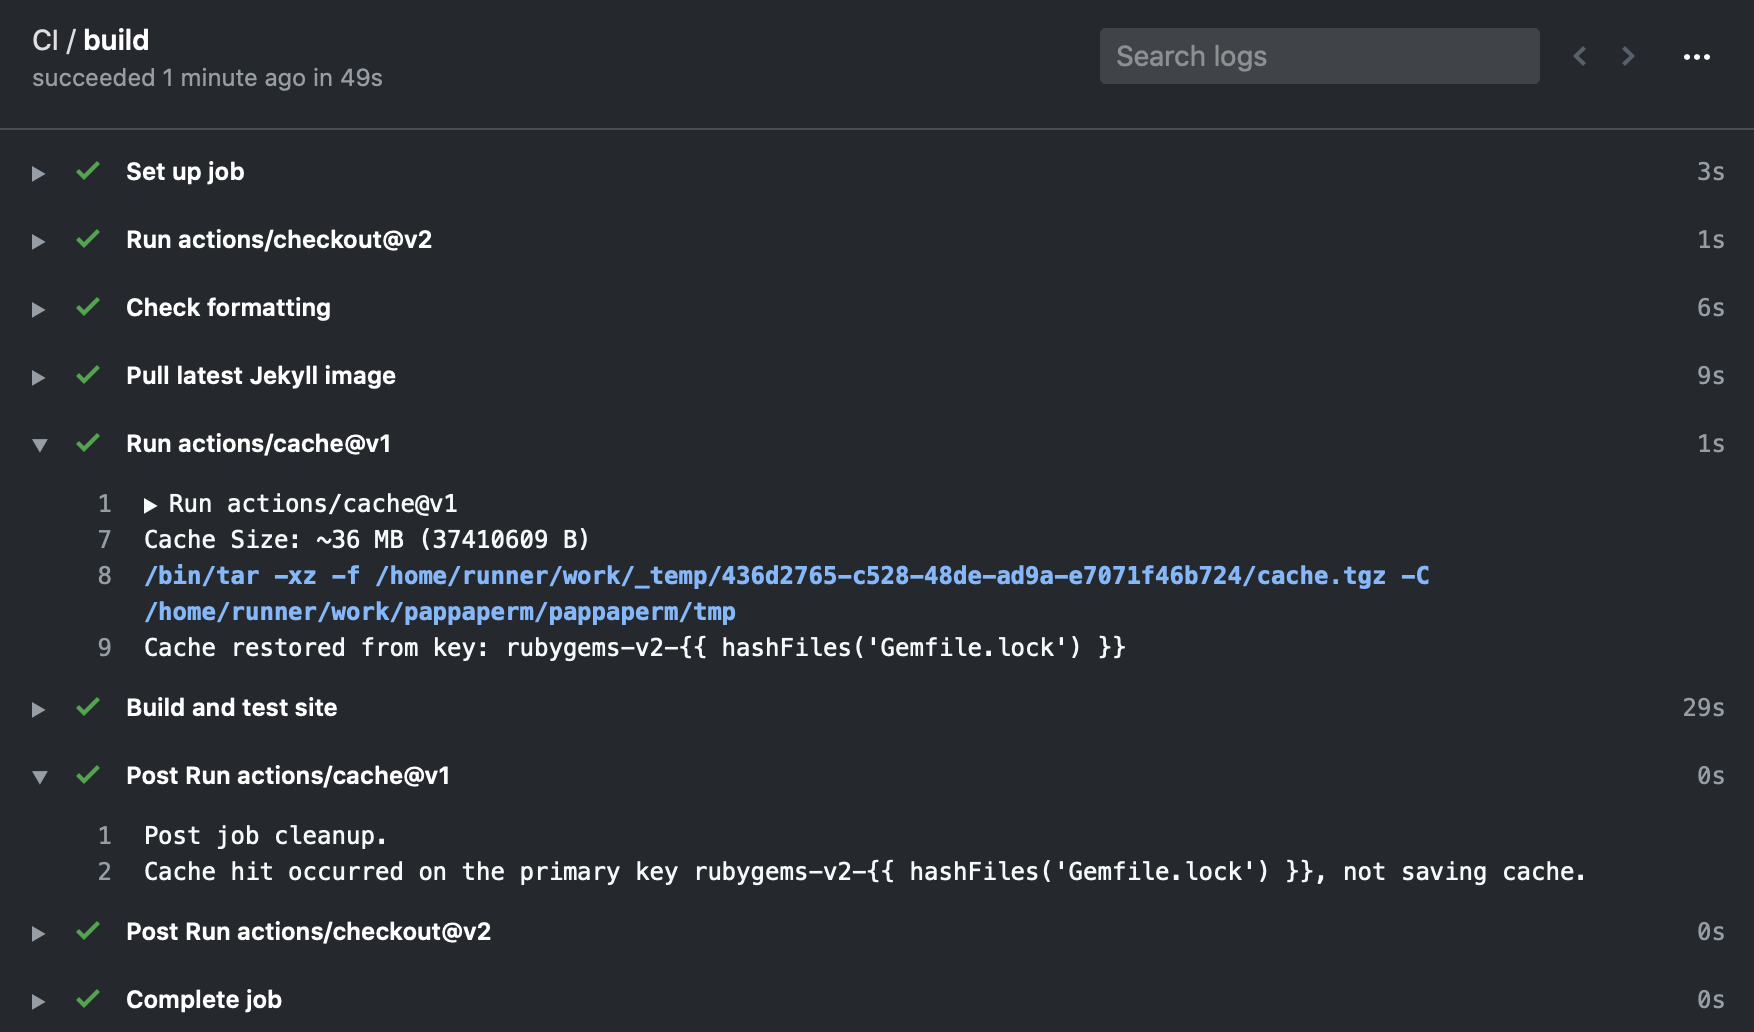 CI / build
succeeded 1 minute ago in 49s
Search logs
Set up job 3s
Run actions/checkout@v2 1s
Check formatting 6s
Pull latest Jekyll image 9s
Run actions/cache@v1 1s
1 Run actions/cache@v1
7 Cache Size: ~36 MB (37410609 B)
8 /bin/tar -xz -f /home/runner/work/_temp/436d2765-c528-48de-ad9a-e7071f46b724/cache.tgz -C
/home/runner/work/pappaperm/pappaperm/tmp
9 Cache restored from key: rubygems-v2-{{ hashFiles('Gemfile.lock') }}
Build and test site 29s
Post Run actions/cache@v1 0s
1 Post job cleanup.
2 Cache hit occurred on the primary key rubygems-v2-{{ hashFiles('Gemfile.lock') }}, not saving cache.
Post Run actions/checkout@v2 0s
Complete job 0s